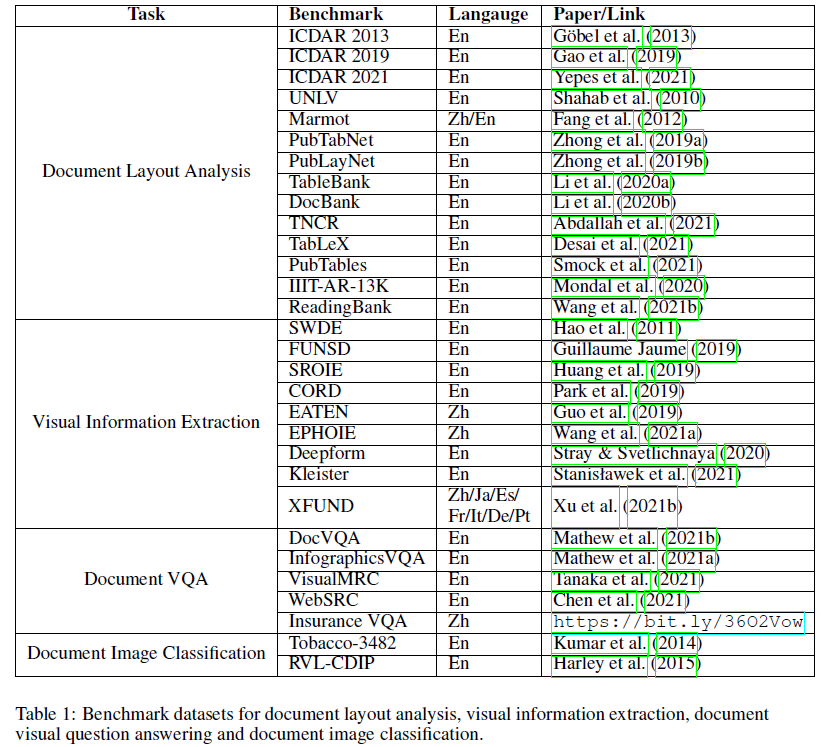 Task Benchmark Langauge Paper/Link
Document Layout Analysis
ICDAR 2013 En Göbel et al. (2013)
ICDAR 2019 En Gao et al. (2019)
ICDAR 2021 En Yepes et al. (2021)
UNLV En Shahab et al. (2010)
Marmot Zh/En Fang et al. (2012)
PubTabNet En Zhong et al. (2019a)
PubLayNet En Zhong et al. (2019b)
TableBank En Li et al. (2020a)
DocBank En Li et al. (2020b)
TNCR En Abdallah et al. (2021)
TabLeX En Desai et al. (2021)
PubTables En Smock et al. (2021)
IIIT-AR-13K En Mondal et al. (2020)
ReadingBank En Wang et al. (2021b)
Visual Information Extraction
SWDE En Hao et al. (2011)
FUNSD En Guillaume Jaume (2019)
SROIE En Huang et al. (2019)
CORD En Park et al. (2019)
EATEN Zh Guo et al. (2019)
EPHOIE Zh Wang et al. (2021a)
Deepform En Stray & Svetlichnaya (2020)
Kleister En Stanisławek et al. (2021)
XFUND Zh/Ja/Es/
Fr/It/De/Pt Xu et al. (2021b)
Document VQA
DocVQA En Mathew et al. (2021b)
InfographicsVQA En Mathew et al. (2021a)
VisualMRC En Tanaka et al. (2021)
WebSRC En Chen et al. (2021)
Insurance VQA Zh https://bit.ly/36O2Vow
Document Image Classification
Tobacco-3482 En Kumar et al. (2014)
RVL-CDIP En Harley et al. (2015)
Table 1: Benchmark datasets for document layout analysis, visual information extraction, document
visual question answering and document image classification.